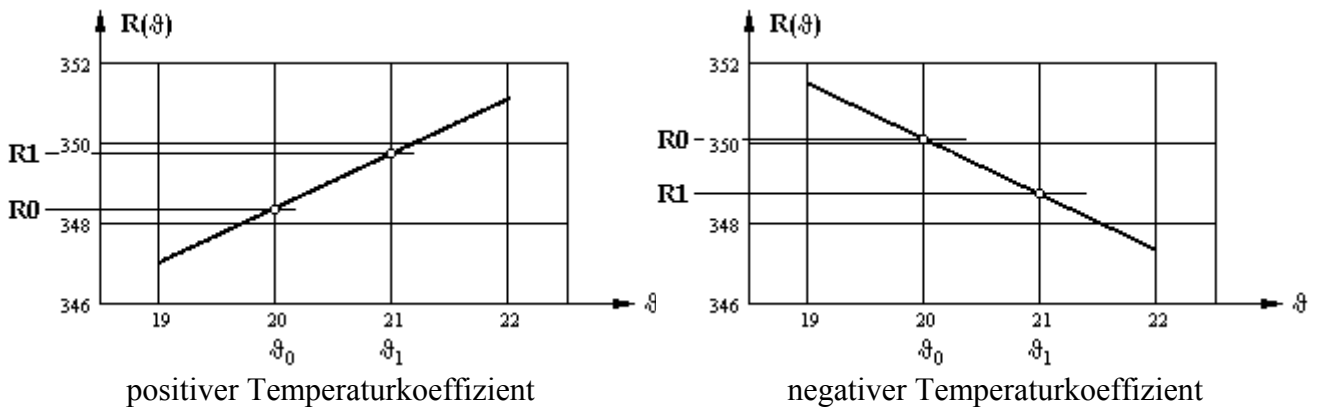 R(ϑ)
352
R1
350
R0
348
346
19 20 21 22
ϑ
ϑ0 ϑ1
positiver Temperaturkoeffizient
R(ϑ)
352
R0
350
R1
348
346
19 20 21 22
ϑ
ϑ0 ϑ1
negativer Temperaturkoeffizient